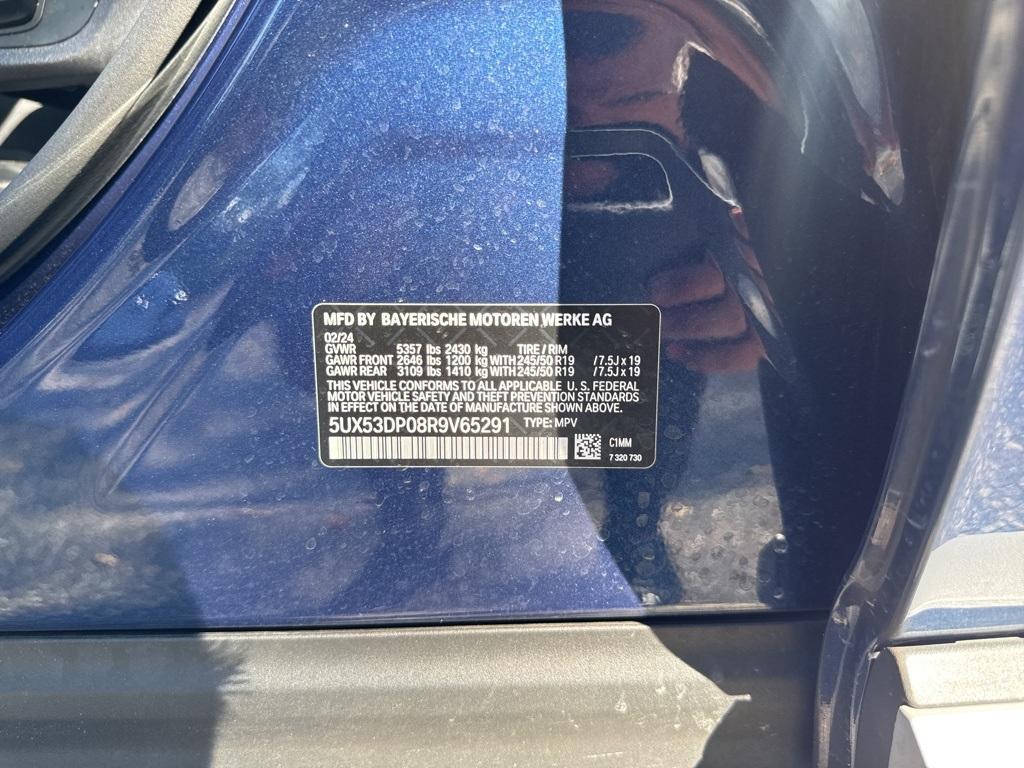 MFD BY BAYERISCHE MOTOREN WERKE AG
02/24
GVWR 5357 lbs 2430 kg TIRE / RIM
GAWR FRONT 2646 lbs 1200 kg WITH 245/50 R19 / 7.5J x 19
GAWR REAR 3109 lbs 1410 kg WITH 245/50 R19 / 7.5J x 19
THIS VEHICLE CONFORMS TO ALL APPLICABLE U. S. FEDERAL
MOTOR VEHICLE SAFETY AND THEFT PREVENTION STANDARDS
IN EFFECT ON THE DATE OF MANUFACTURE SHOWN ABOVE.
5UX53DP08R9V65291 TYPE: MPV
C1MM
7 320 730